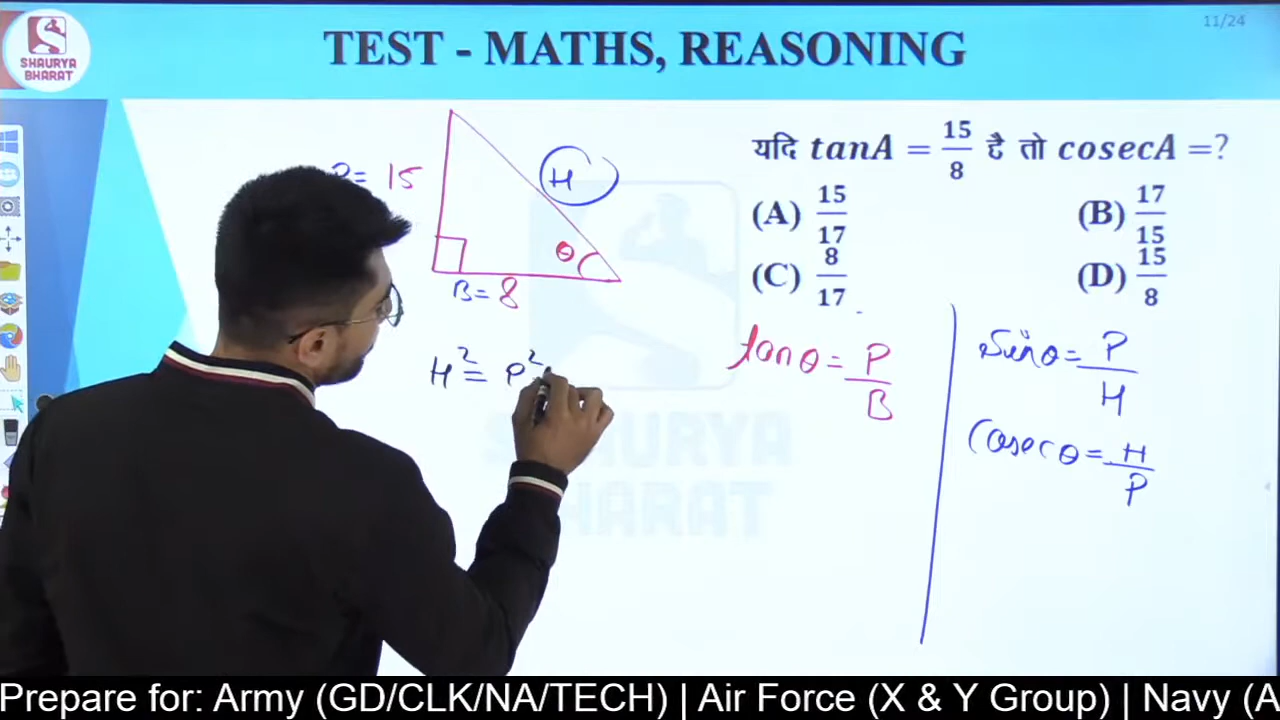 11/24
SHAURYA
BHARAT
TEST - MATHS, REASONING
यदि tanA = 15/8 है तो cosecA =?
(A) 15/17
(B) 17/15
(C) 8/17
(D) 15/8
P= 15
H
θ
B= 8
H² = P²
tanθ = P/B
Sinθ = P/H
Cosecθ = H/P
SHAURYA
BHARAT
Prepare for: Army (GD/CLK/NA/TECH) | Air Force (X & Y Group) | Navy (A